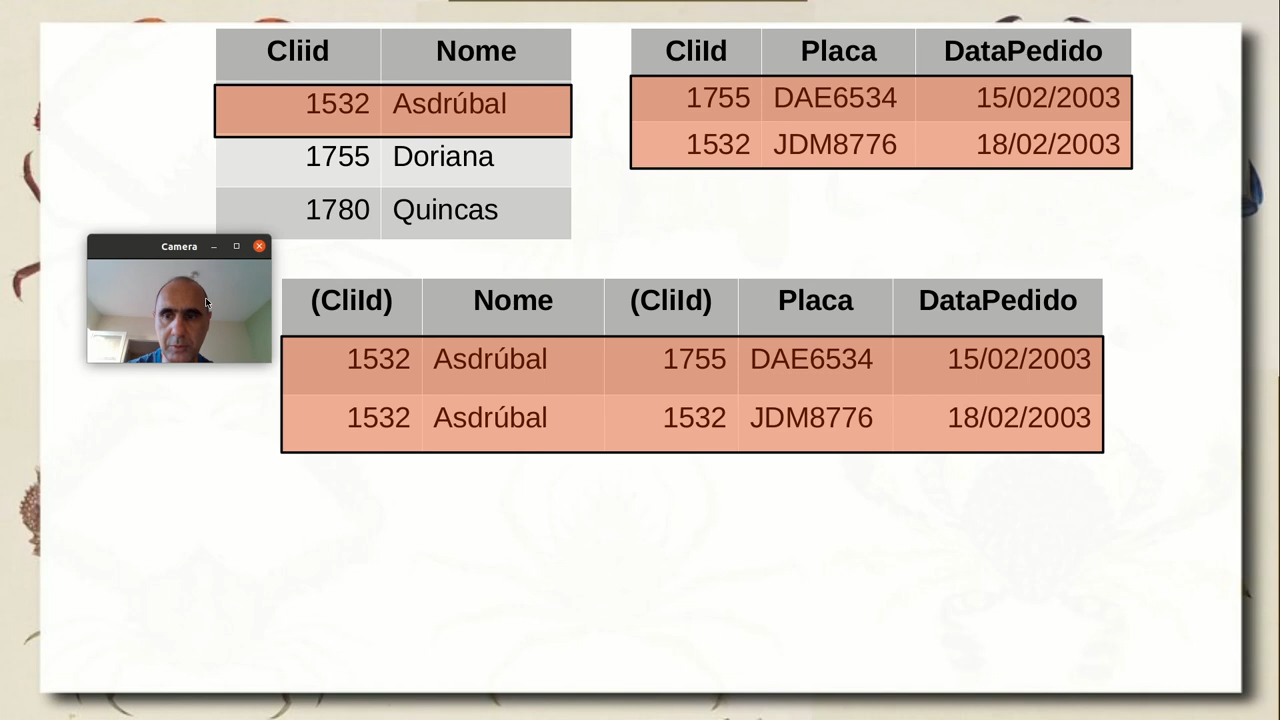 Cliid Nome
1532 Asdrúbal
1755 Doriana
1780 Quincas
CliId Placa DataPedido
1755 DAE6534 15/02/2003
1532 JDM8776 18/02/2003
Camera
(CliId) Nome (CliId) Placa DataPedido
1532 Asdrúbal 1755 DAE6534 15/02/2003
1532 Asdrúbal 1532 JDM8776 18/02/2003